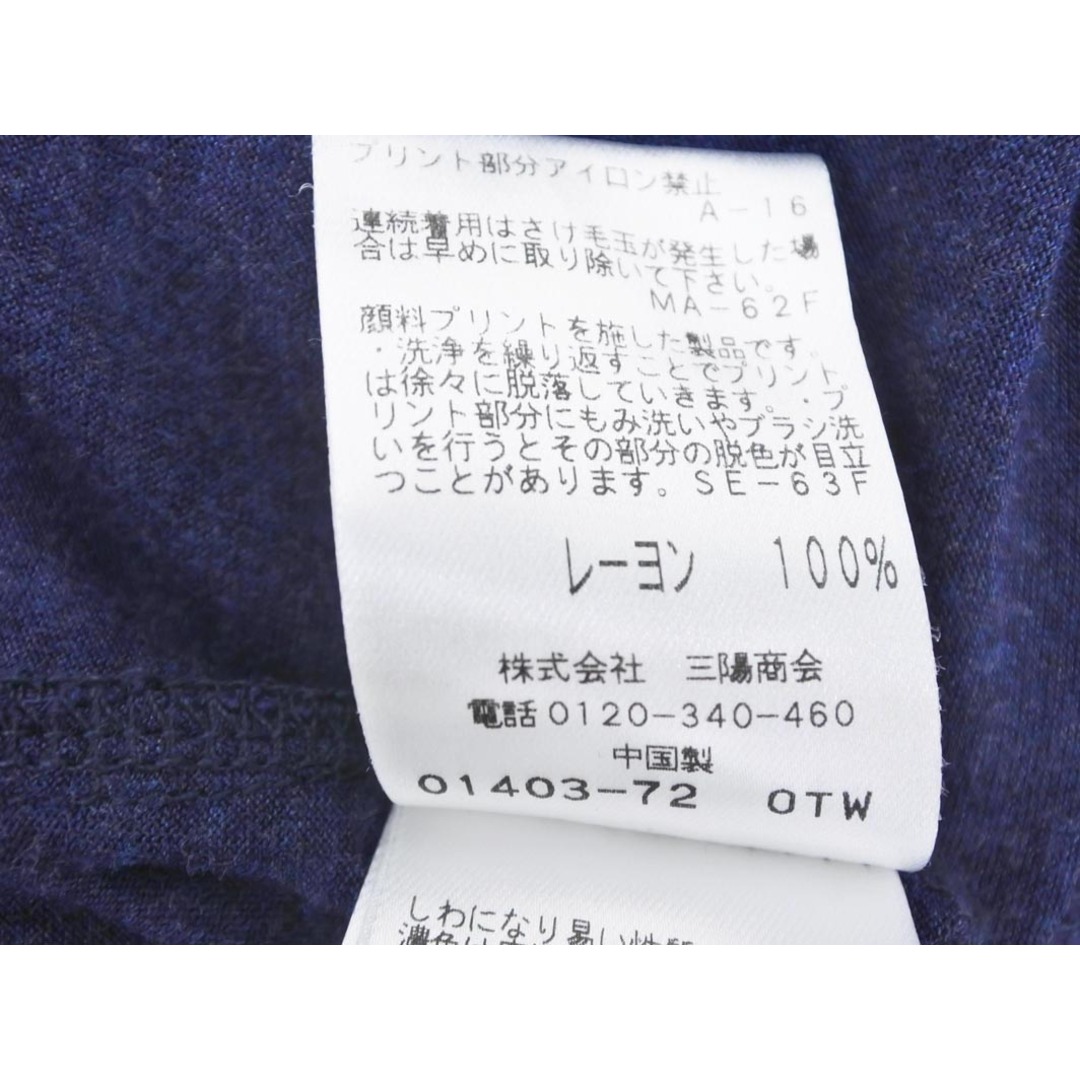 プリント部分アイロン禁止
A-16
連続着用はさけ毛玉が発生した場
合は早めに取り除いて下さい。
MA-62F
顔料プリントを施した製品です。
・洗浄を繰り返すことでプリント
は徐々に脱落していきます。・プ
リント部分にもみ洗いやブラシ洗
いを行うとその部分の脱色が目立
つことがあります。SE-63F
レーヨン 100%
株式会社 三陽商会
電話0120-340-460
中国製
01403-72 OTW
しわになり易い性
濃色は